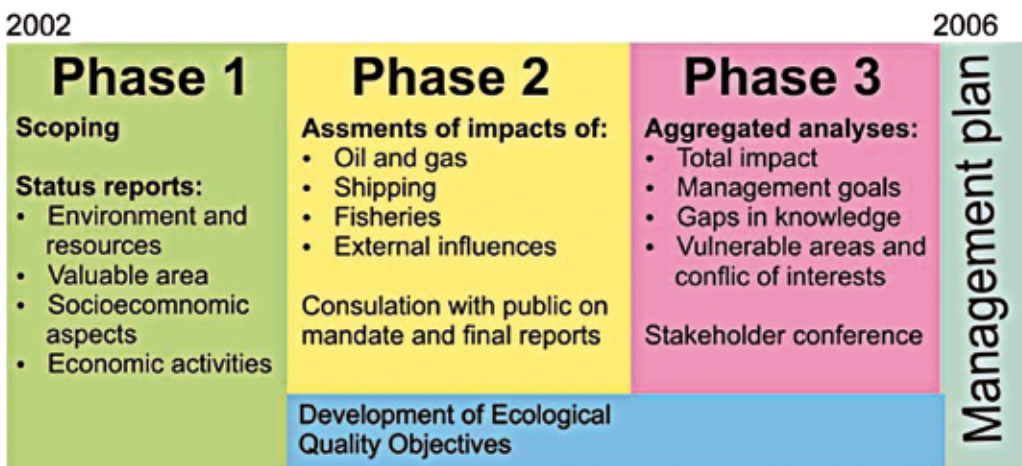 2002
2006
Phase 1
Scoping
Status reports:
• Environment and
resources
• Valuable area
• Socioecomnomic
aspects
• Economic activities
Phase 2
Assments of impacts of:
• Oil and gas
• Shipping
• Fisheries
• External influences
Consulation with public on
mandate and final reports
Phase 3
Aggregated analyses:
• Total impact
• Management goals
• Gaps in knowledge
• Vulnerable areas and
conflic of interests
Stakeholder conference
Development of Ecological
Quality Objectives
Management plan